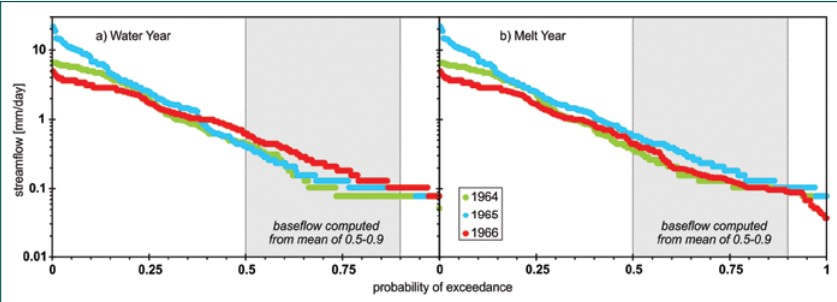 a) Water Year
b) Melt Year
streamflow [mm/day]
10
1
0.1
0.01
1964
1965
1966
baseflow computed
from mean of 0.5-0.9
baseflow computed
from mean of 0.5-0.9
0
0.25
0.5
0.75
0
0.25
0.5
0.75
1
probability of exceedance